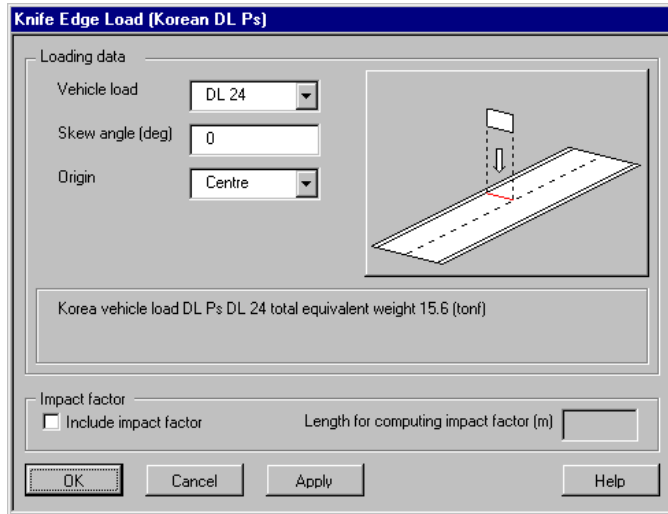 Knife Edge Load (Korean DL Ps)
Loading data
Vehicle load DL 24
Skew angle (deg) 0
Origin Centre
Korea vehicle load DL Ps DL 24 total equivalent weight 15.6 (tonf)
Impact factor
Include impact factor Length for computing impact factor (m)
OK Cancel Apply Help